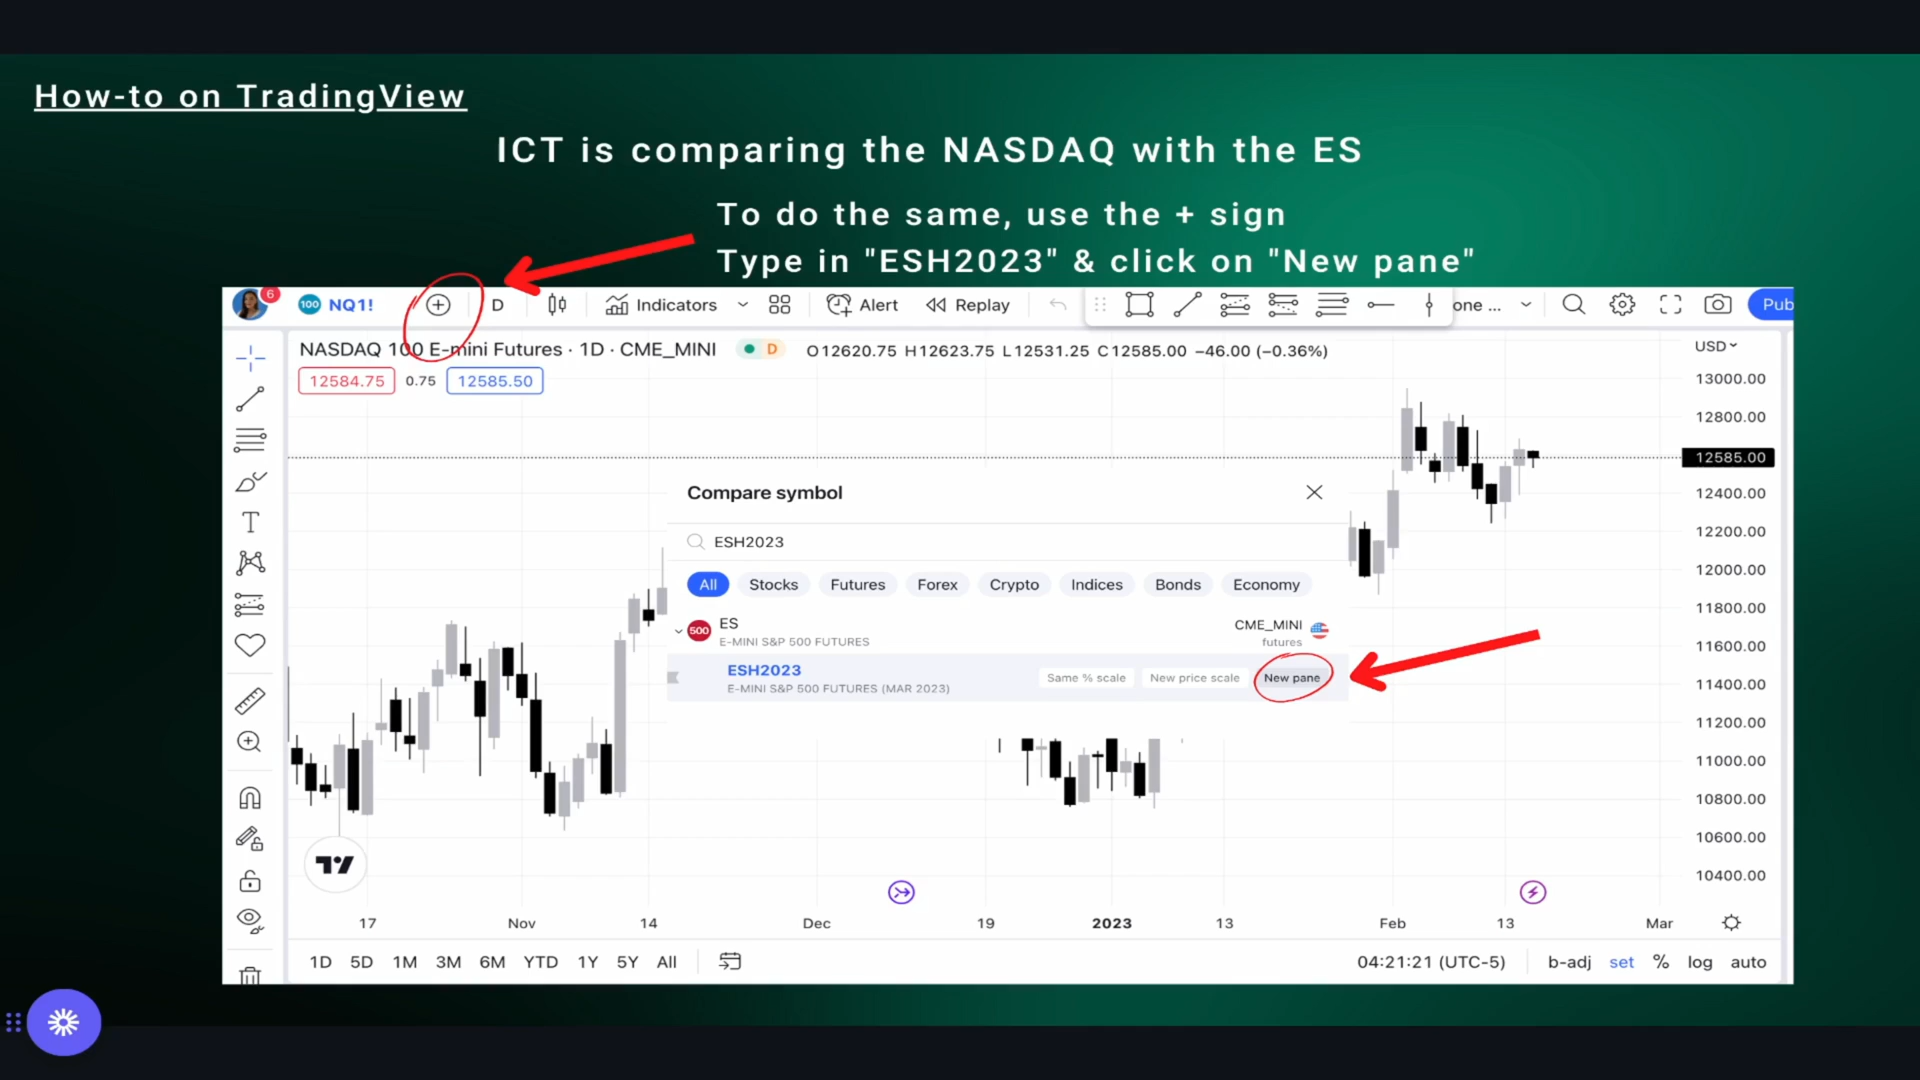 How-to on TradingView
ICT is comparing the NASDAQ with the ES
To do the same, use the + sign
Type in "ESH2023" & click on "New pane"
6
100 NQ1! D Indicators Alert Replay one ... Pub
NASDAQ 100 E-mini Futures · 1D · CME_MINI D O12620.75 H12623.75 L12531.25 C12585.00 −46.00 (−0.36%)
USD
12584.75 0.75 12585.50
13000.00
12800.00
12585.00
12400.00
12200.00
12000.00
11800.00
11600.00
11400.00
11200.00
11000.00
10800.00
10600.00
10400.00
Compare symbol
ESH2023
All Stocks Futures Forex Crypto Indices Bonds Economy
500 ES CME_MINI
E-MINI S&P 500 FUTURES futures
ESH2023 Same % scale New price scale New pane
E-MINI S&P 500 FUTURES (MAR 2023)
17 Nov 14 Dec 19 2023 13 Feb 13 Mar
1D 5D 1M 3M 6M YTD 1Y 5Y All 04:21:21 (UTC-5) b-adj set % log auto